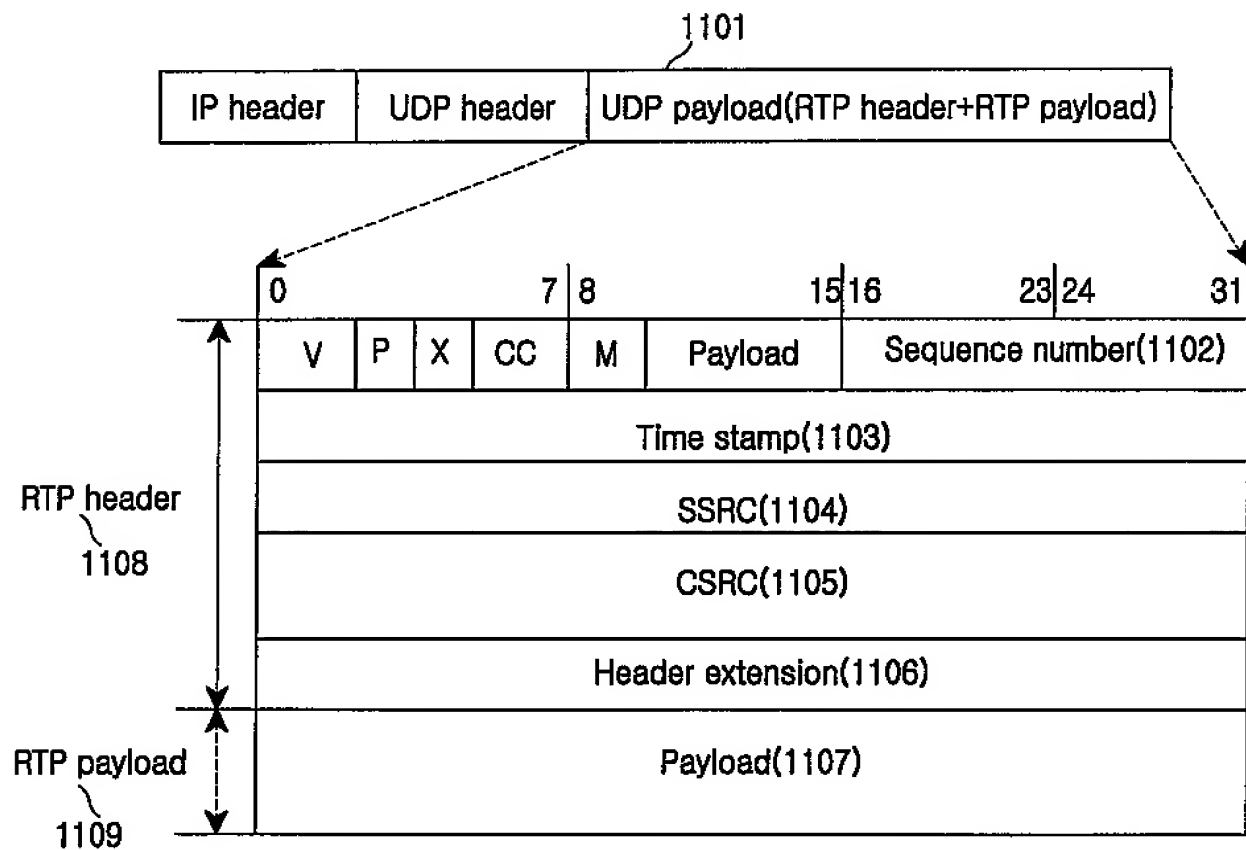 1101
IP header UDP header UDP payload(RTP header+RTP payload)
0 7 8 15 16 23 24 31
V P X CC M Payload Sequence number(1102)
Time stamp(1103)
RTP header
1108
SSRC(1104)
CSRC(1105)
Header extension(1106)
RTP payload
1109
Payload(1107)